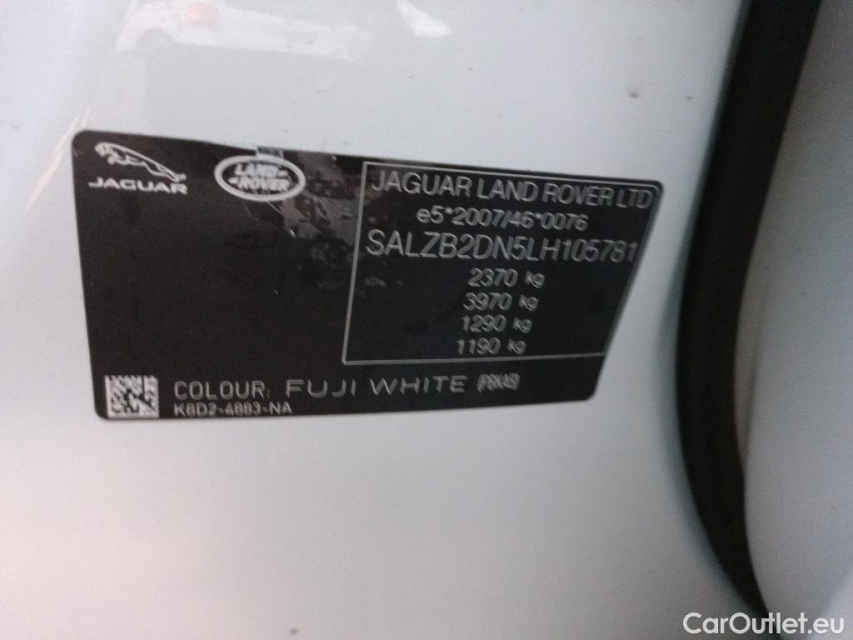 JAGUAR
LAND-
-ROVER
JAGUAR LAND ROVER LTD
e5*2007/46*0076
SALZB2DN5LH105781
2370 kg
3970 kg
1290 kg
1190 kg
COLOUR: FUJI WHITE
K8D2-4883-NA
CarOutlet.eu